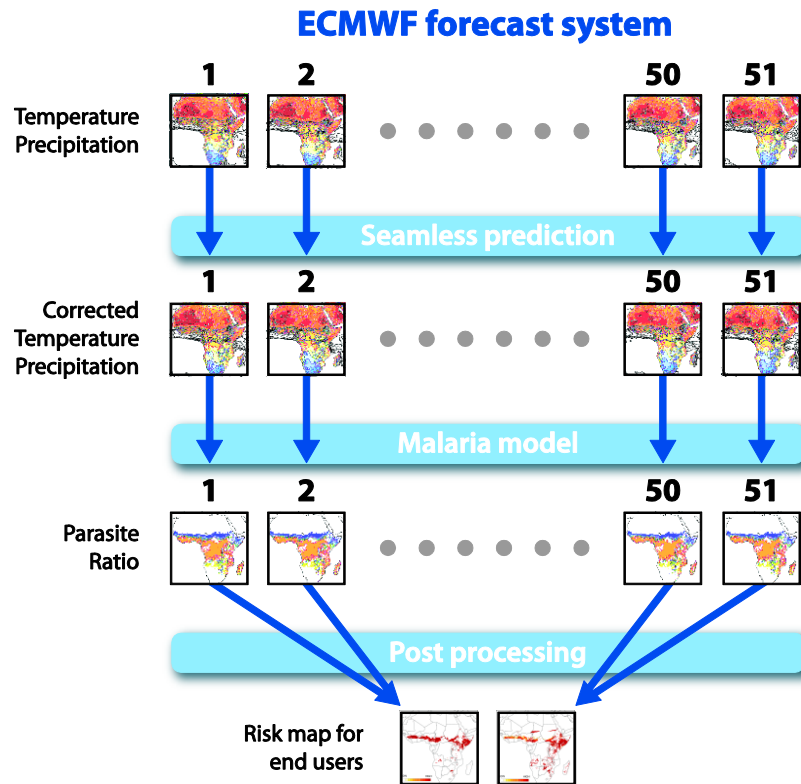 ECMWF forecast system
1 2 50 51
Temperature
Precipitation
Seamless prediction
1 2 50 51
Corrected
Temperature
Precipitation
Malaria model
1 2 50 51
Parasite
Ratio
Post processing
Risk map for
end users